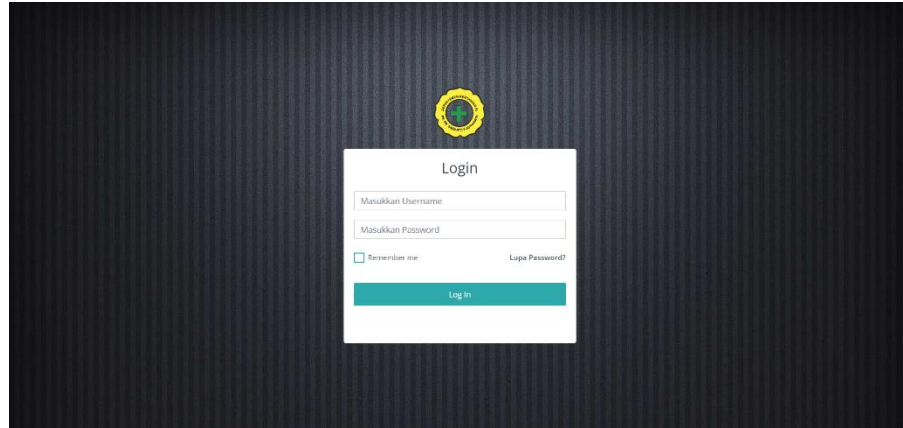 Login
Masukkan Username
Masukkan Password
Remember me
Lupa Password?
Log In